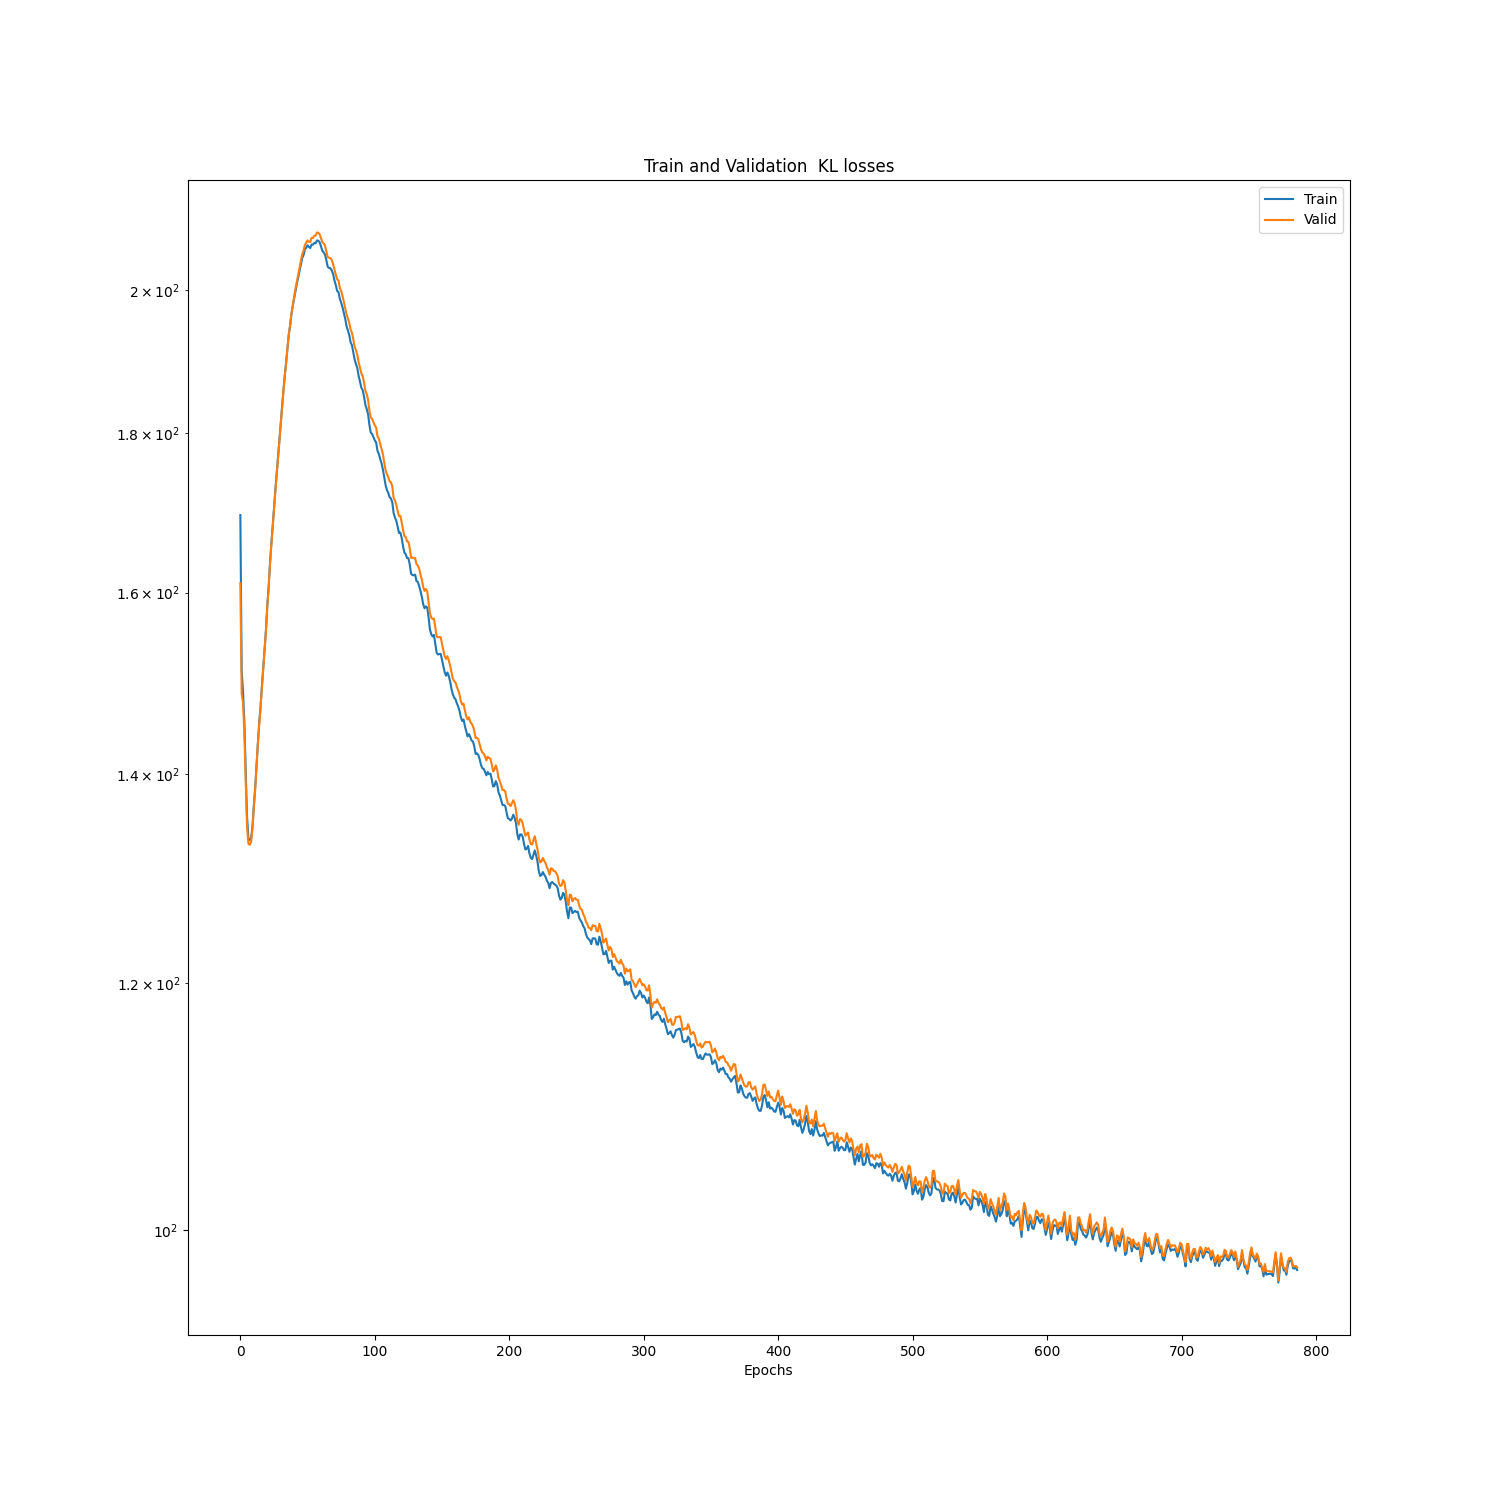 Train and Validation  KL losses
Train
Valid
2 × 10²
1.8 × 10²
1.6 × 10²
1.4 × 10²
1.2 × 10²
10²
0 100 200 300 400 500 600 700 800
Epochs